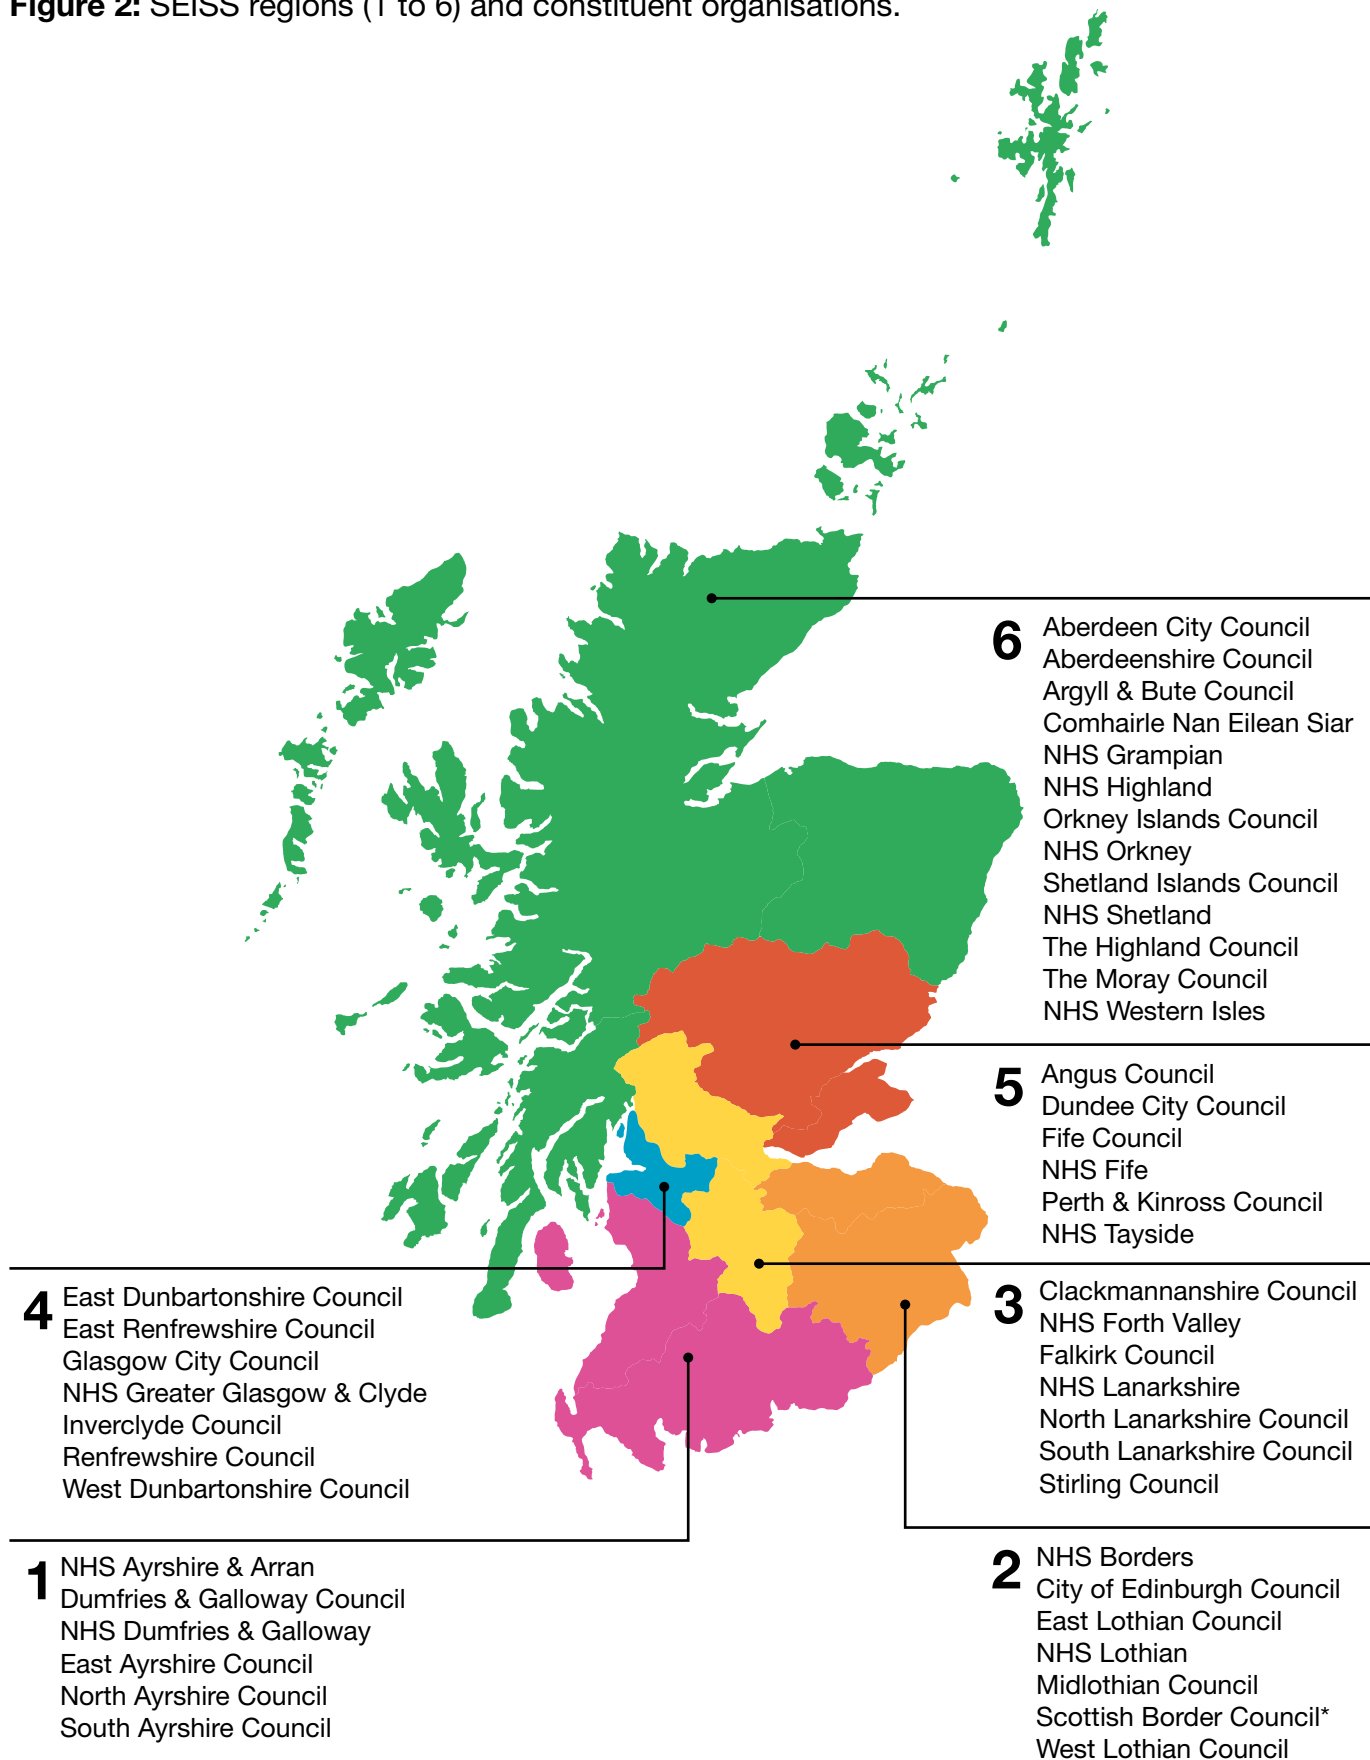 Figure 2: SEISS regions (1 to 6) and constituent organisations.
6
Aberdeen City Council
Aberdeenshire Council
Argyll & Bute Council
Comhairle Nan Eilean Siar
NHS Grampian
NHS Highland
Orkney Islands Council
NHS Orkney
Shetland Islands Council
NHS Shetland
The Highland Council
The Moray Council
NHS Western Isles
5
Angus Council
Dundee City Council
Fife Council
NHS Fife
Perth & Kinross Council
NHS Tayside
4
East Dunbartonshire Council
East Renfrewshire Council
Glasgow City Council
NHS Greater Glasgow & Clyde
Inverclyde Council
Renfrewshire Council
West Dunbartonshire Council
3
Clackmannanshire Council
NHS Forth Valley
Falkirk Council
NHS Lanarkshire
North Lanarkshire Council
South Lanarkshire Council
Stirling Council
1
NHS Ayrshire & Arran
Dumfries & Galloway Council
NHS Dumfries & Galloway
East Ayrshire Council
North Ayrshire Council
South Ayrshire Council
2
NHS Borders
City of Edinburgh Council
East Lothian Council
NHS Lothian
Midlothian Council
Scottish Border Council*
West Lothian Council